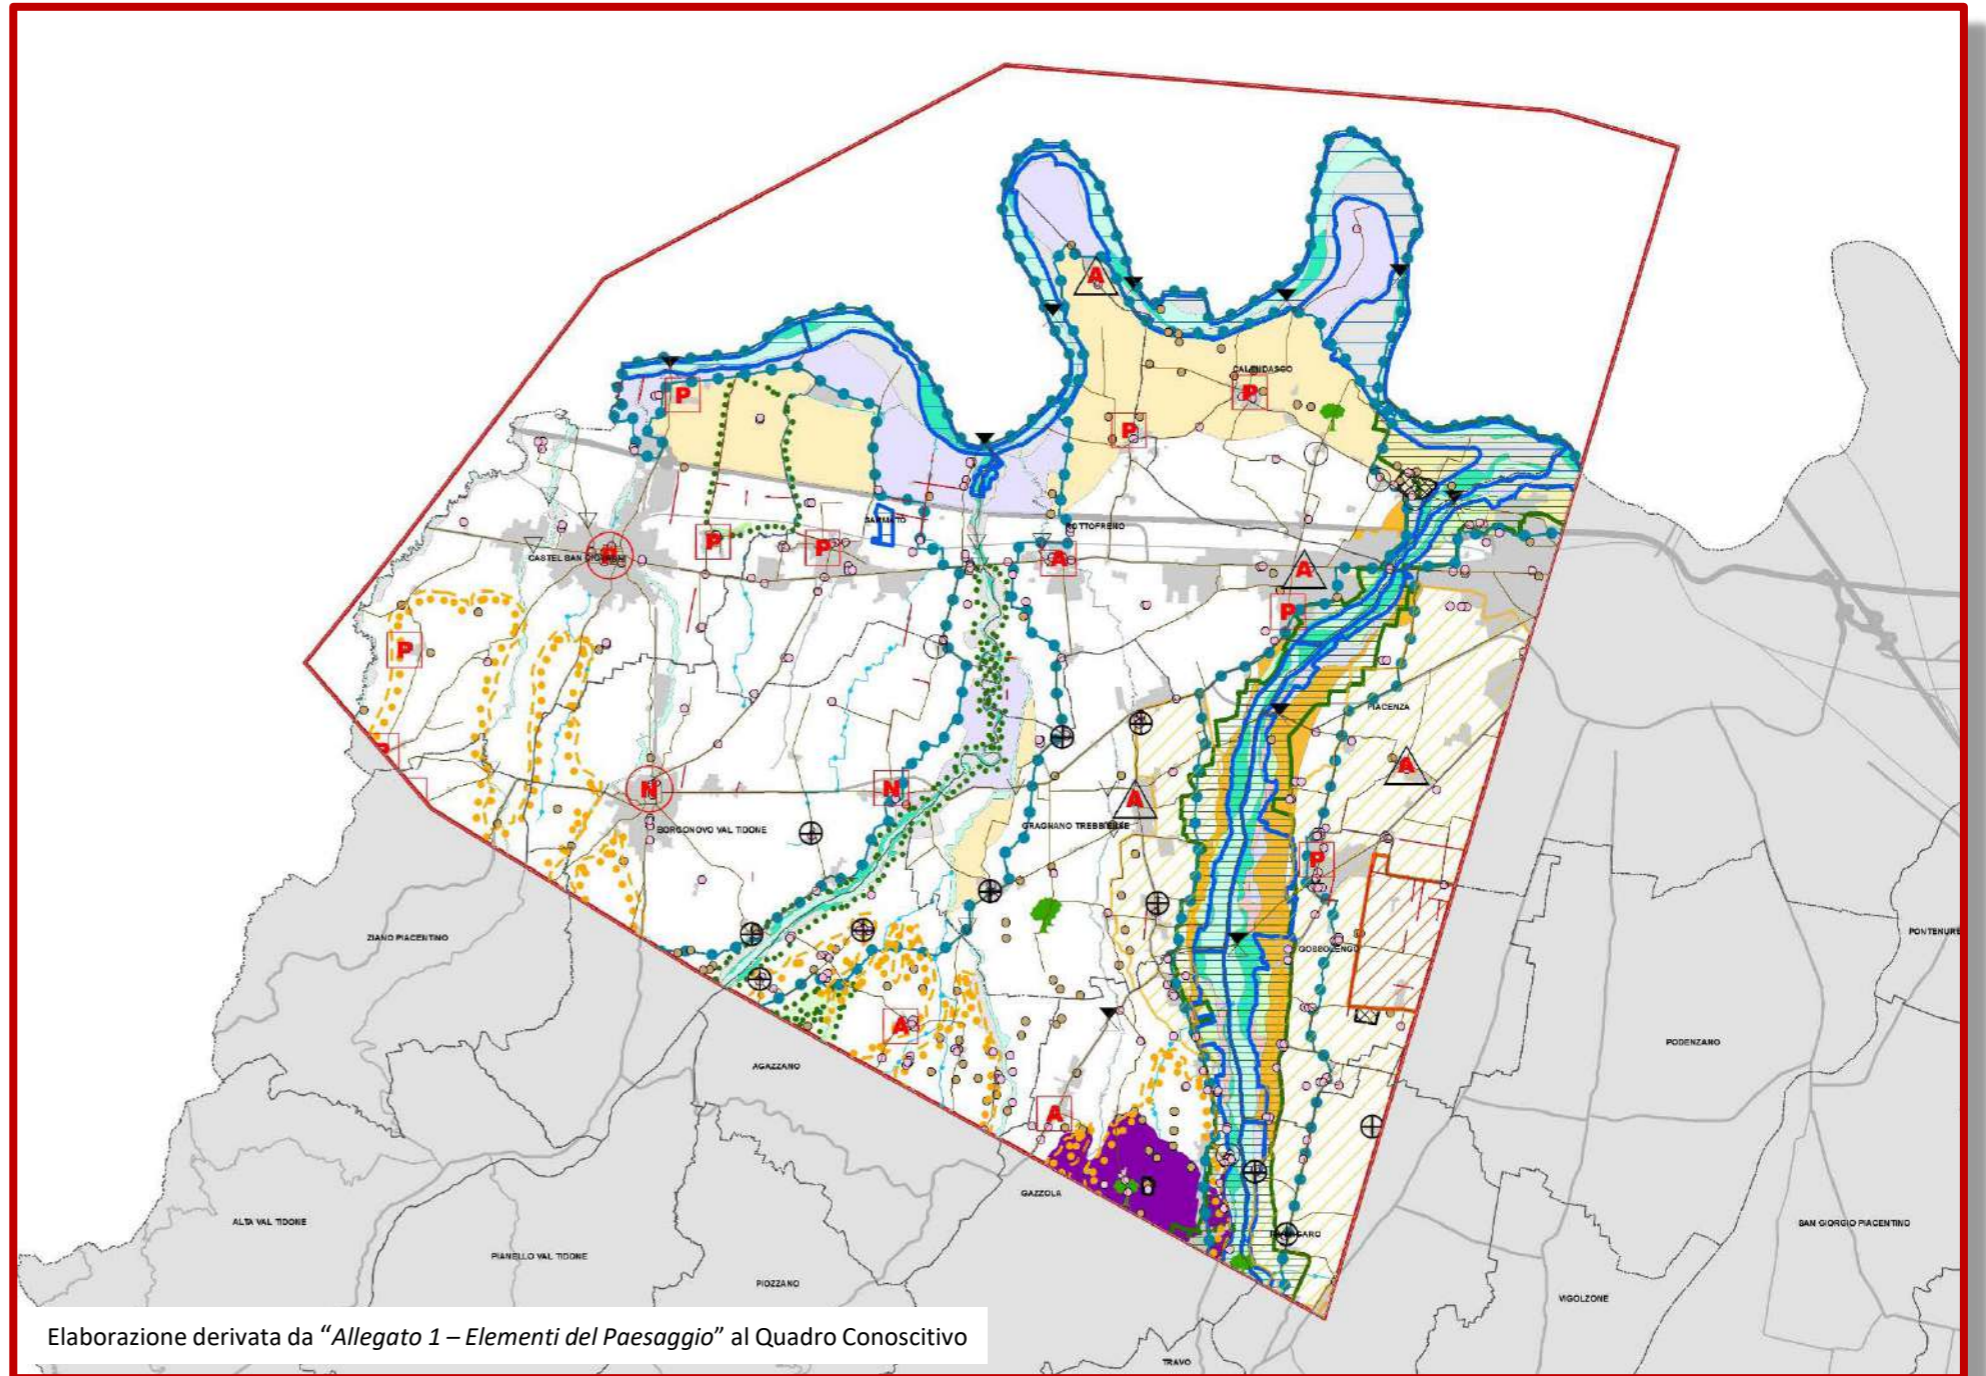 A
CALENDASCO
P
P
P
SARMATO
ROTTOFRENO
P
P
A
CASTEL SAN GIOVANNI
A
P
P
PIACENZA
P
A
N
N
A
BORGONOVO VAL TIDONE
GRAGNANO TREBBIENSE
P
ZIANO PIACENTINO
GOSSOLENGO
PONTENURE
A
PODENZANO
AGAZZANO
A
D
GAZZOLA
ALTA VAL TIDONE
SAN GIORGIO PIACENTINO
PIANELLO VAL TIDONE
PIOZZANO
VIGOLZONE
Elaborazione derivata da “Allegato 1 – Elementi del Paesaggio” al Quadro Conoscitivo
TRAVO